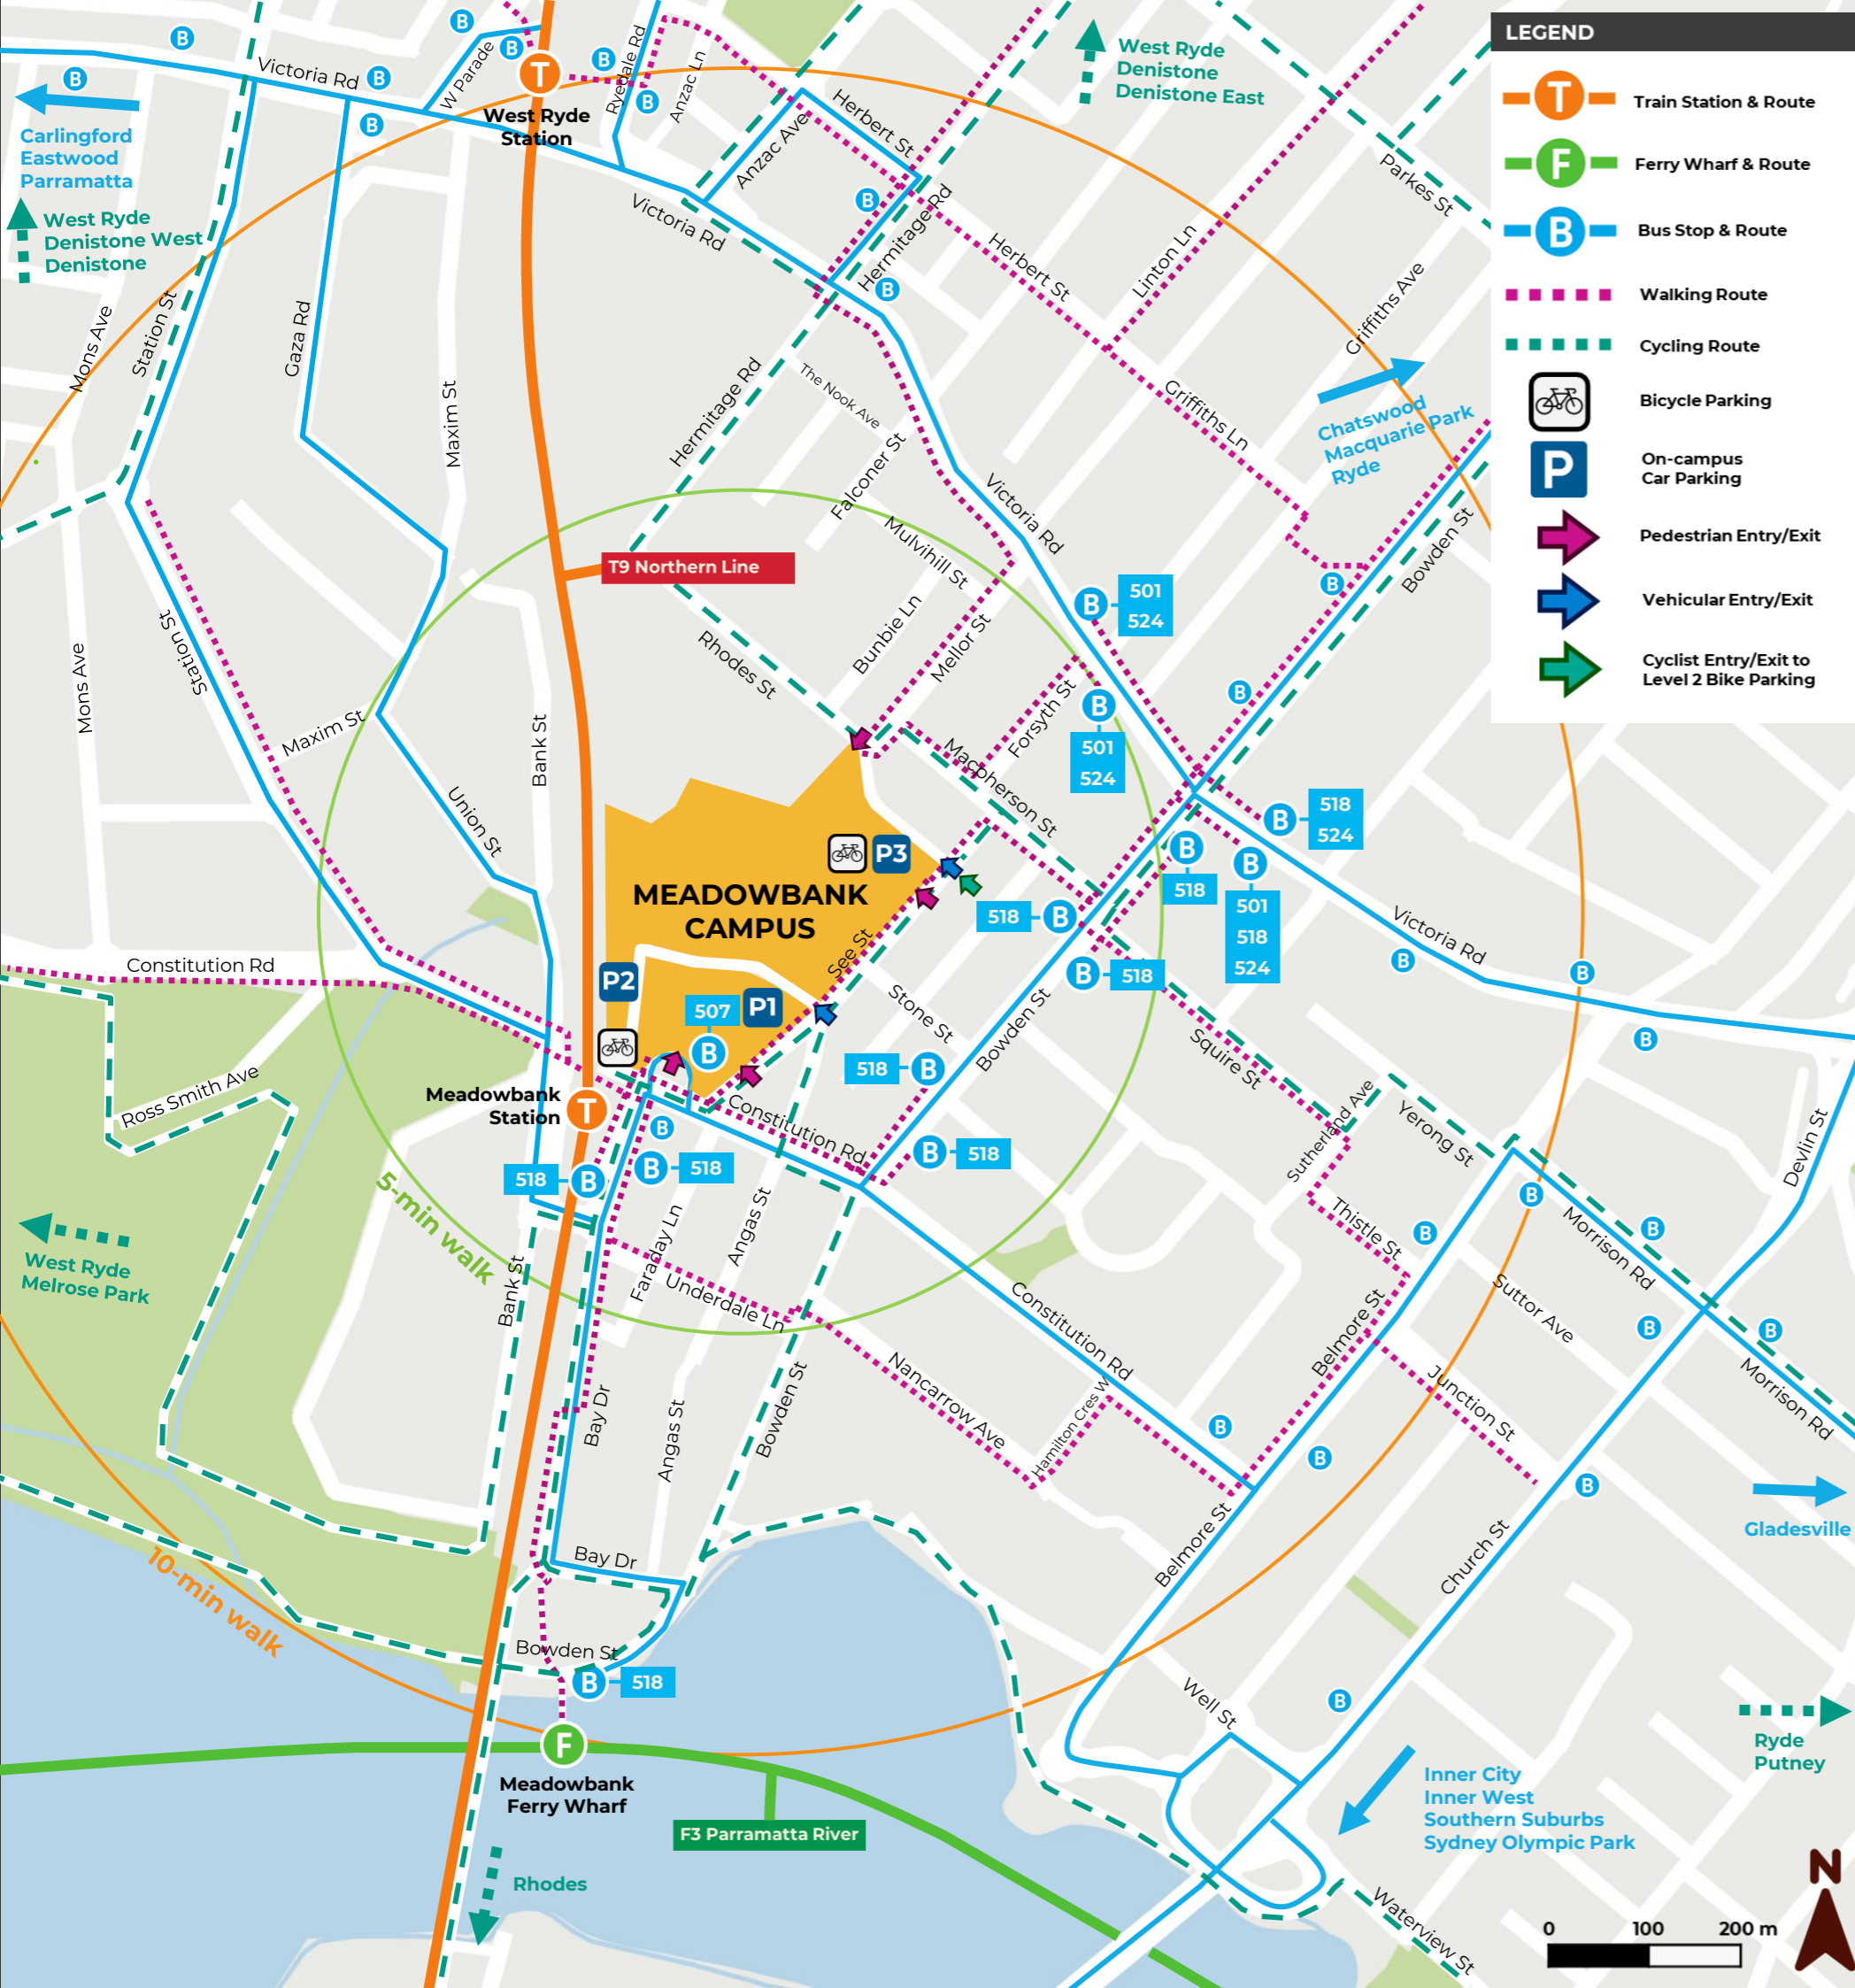 LEGEND
T
Train Station & Route
F
Ferry Wharf & Route
B
Bus Stop & Route
Walking Route
Cycling Route
Bicycle Parking
P
On-campus
Car Parking
Pedestrian Entry/Exit
Vehicular Entry/Exit
Cyclist Entry/Exit to
Level 2 Bike Parking
B
B
B
B
B
B
B
B
Victoria Rd
W Parade
T
West Ryde
Station
Ryedale Rd
Anzac Ln
Herbert St
Anzac Ave
West Ryde
Denistone
Denistone East
Carlingford
Eastwood
Parramatta
West Ryde
Denistone West
Denistone
Parkes St
Victoria Rd
B
Hermitage Rd
B
Herbert St
Linton Ln
Griffiths Ave
Mons Ave
Station St
Gaza Rd
Maxim St
Hermitage Rd
The Nook Ave
Falconer St
Griffiths Ln
Chatswood
Macquarie Park
Ryde
Victoria Rd
Mulvihill St
Bowden St
T9 Northern Line
B
B
501
524
Bunbie Ln
Mellor St
Rhodes St
Station St
Mons Ave
Maxim St
Bank St
Union St
Forsyth St
B
B
501
524
Macpherson St
B
518
524
B
518
B
501
518
524
P3
MEADOWBANK
CAMPUS
518
B
See St
B
518
Victoria Rd
B
B
B
Constitution Rd
P2
507
P1
B
Stone St
Bowden St
518
B
Squire St
Ross Smith Ave
Meadowbank
Station
T
Constitution Rd
B
B
518
B
518
518
B
Sutherland Ave
Yerong St
Devlin St
5-min walk
West Ryde
Melrose Park
Bank St
Faraday Ln
Angas St
Underdale Ln
Thistle St
B
B
B
Morrison Rd
Suttor Ave
B
B
Morrison Rd
Constitution Rd
Belmore St
Junction St
Nancarrow Ave
Hamilton Cres W
Bay Dr
Angas St
Bowden St
B
B
B
Gladesville
Belmore St
Church St
10-min walk
Bay Dr
Bowden St
B
518
F
Meadowbank
Ferry Wharf
F3 Parramatta River
Rhodes
Well St
B
Ryde
Putney
Inner City
Inner West
Southern Suburbs
Sydney Olympic Park
Waterview St
N
0 100 200 m